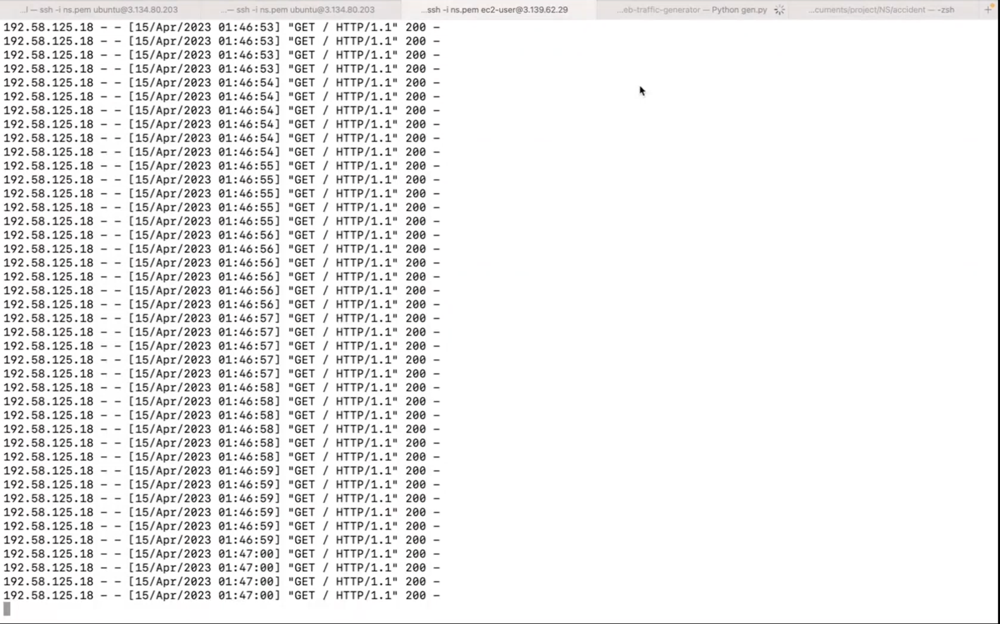 ...l — ssh -i ns.pem ubuntu@3.134.80.203
...— ssh -i ns.pem ubuntu@3.134.80.203
...ssh -i ns.pem ec2-user@3.139.62.29
...eb-traffic-generator — Python gen.py
...cuments/project/NS/accident — -zsh
+
192.58.125.18 - - [15/Apr/2023 01:46:53] "GET / HTTP/1.1" 200 -
192.58.125.18 - - [15/Apr/2023 01:46:53] "GET / HTTP/1.1" 200 -
192.58.125.18 - - [15/Apr/2023 01:46:53] "GET / HTTP/1.1" 200 -
192.58.125.18 - - [15/Apr/2023 01:46:53] "GET / HTTP/1.1" 200 -
192.58.125.18 - - [15/Apr/2023 01:46:54] "GET / HTTP/1.1" 200 -
192.58.125.18 - - [15/Apr/2023 01:46:54] "GET / HTTP/1.1" 200 -
192.58.125.18 - - [15/Apr/2023 01:46:54] "GET / HTTP/1.1" 200 -
192.58.125.18 - - [15/Apr/2023 01:46:54] "GET / HTTP/1.1" 200 -
192.58.125.18 - - [15/Apr/2023 01:46:54] "GET / HTTP/1.1" 200 -
192.58.125.18 - - [15/Apr/2023 01:46:54] "GET / HTTP/1.1" 200 -
192.58.125.18 - - [15/Apr/2023 01:46:55] "GET / HTTP/1.1" 200 -
192.58.125.18 - - [15/Apr/2023 01:46:55] "GET / HTTP/1.1" 200 -
192.58.125.18 - - [15/Apr/2023 01:46:55] "GET / HTTP/1.1" 200 -
192.58.125.18 - - [15/Apr/2023 01:46:55] "GET / HTTP/1.1" 200 -
192.58.125.18 - - [15/Apr/2023 01:46:55] "GET / HTTP/1.1" 200 -
192.58.125.18 - - [15/Apr/2023 01:46:56] "GET / HTTP/1.1" 200 -
192.58.125.18 - - [15/Apr/2023 01:46:56] "GET / HTTP/1.1" 200 -
192.58.125.18 - - [15/Apr/2023 01:46:56] "GET / HTTP/1.1" 200 -
192.58.125.18 - - [15/Apr/2023 01:46:56] "GET / HTTP/1.1" 200 -
192.58.125.18 - - [15/Apr/2023 01:46:56] "GET / HTTP/1.1" 200 -
192.58.125.18 - - [15/Apr/2023 01:46:56] "GET / HTTP/1.1" 200 -
192.58.125.18 - - [15/Apr/2023 01:46:57] "GET / HTTP/1.1" 200 -
192.58.125.18 - - [15/Apr/2023 01:46:57] "GET / HTTP/1.1" 200 -
192.58.125.18 - - [15/Apr/2023 01:46:57] "GET / HTTP/1.1" 200 -
192.58.125.18 - - [15/Apr/2023 01:46:57] "GET / HTTP/1.1" 200 -
192.58.125.18 - - [15/Apr/2023 01:46:57] "GET / HTTP/1.1" 200 -
192.58.125.18 - - [15/Apr/2023 01:46:58] "GET / HTTP/1.1" 200 -
192.58.125.18 - - [15/Apr/2023 01:46:58] "GET / HTTP/1.1" 200 -
192.58.125.18 - - [15/Apr/2023 01:46:58] "GET / HTTP/1.1" 200 -
192.58.125.18 - - [15/Apr/2023 01:46:58] "GET / HTTP/1.1" 200 -
192.58.125.18 - - [15/Apr/2023 01:46:58] "GET / HTTP/1.1" 200 -
192.58.125.18 - - [15/Apr/2023 01:46:58] "GET / HTTP/1.1" 200 -
192.58.125.18 - - [15/Apr/2023 01:46:59] "GET / HTTP/1.1" 200 -
192.58.125.18 - - [15/Apr/2023 01:46:59] "GET / HTTP/1.1" 200 -
192.58.125.18 - - [15/Apr/2023 01:46:59] "GET / HTTP/1.1" 200 -
192.58.125.18 - - [15/Apr/2023 01:46:59] "GET / HTTP/1.1" 200 -
192.58.125.18 - - [15/Apr/2023 01:46:59] "GET / HTTP/1.1" 200 -
192.58.125.18 - - [15/Apr/2023 01:46:59] "GET / HTTP/1.1" 200 -
192.58.125.18 - - [15/Apr/2023 01:47:00] "GET / HTTP/1.1" 200 -
192.58.125.18 - - [15/Apr/2023 01:47:00] "GET / HTTP/1.1" 200 -
192.58.125.18 - - [15/Apr/2023 01:47:00] "GET / HTTP/1.1" 200 -
192.58.125.18 - - [15/Apr/2023 01:47:00] "GET / HTTP/1.1" 200 -